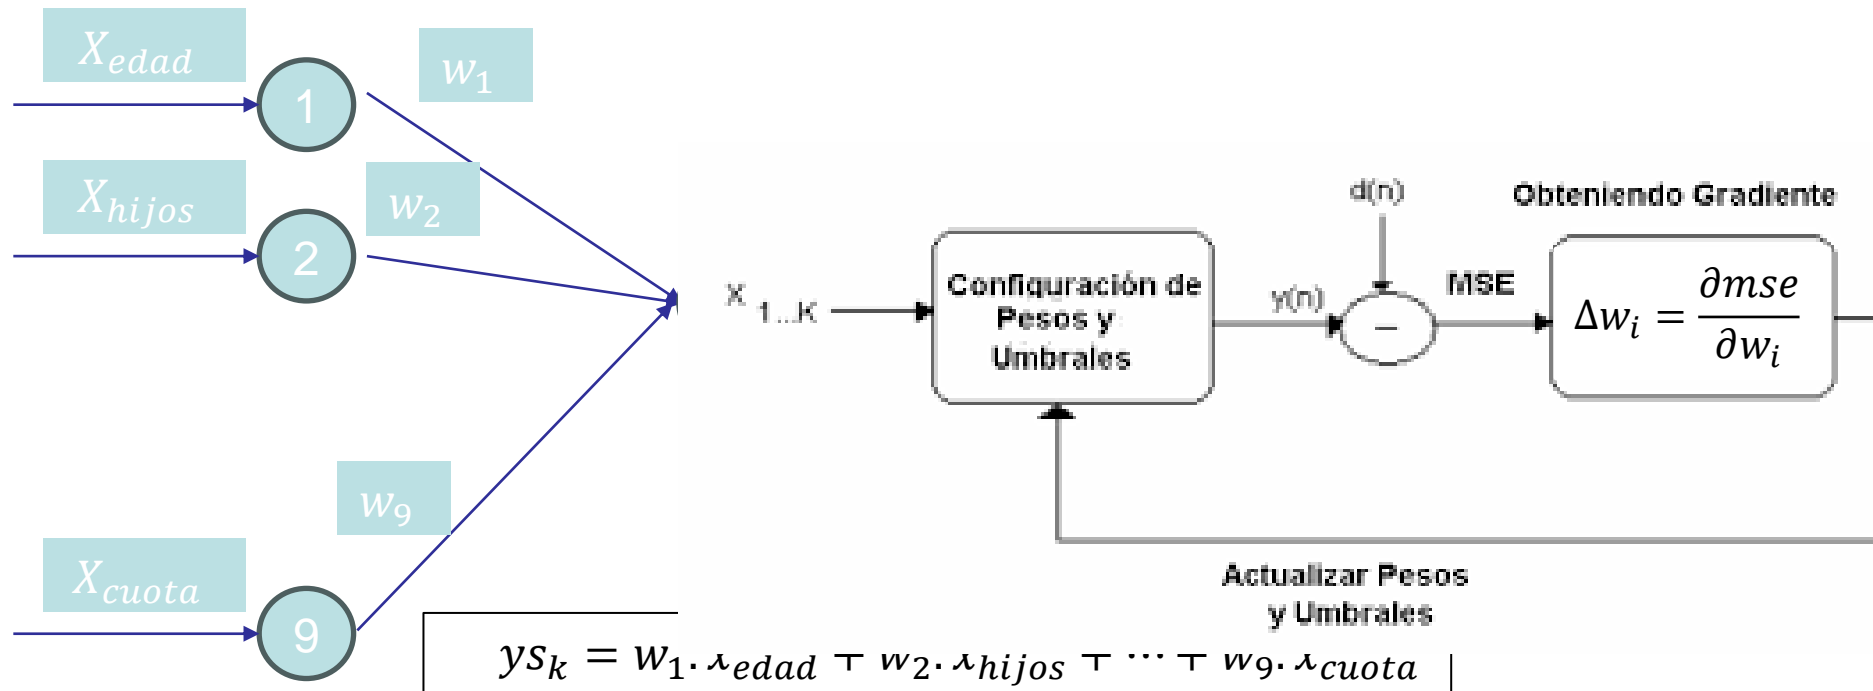 X_edad
w_1
1
X_hijos
w_2
2
w_9
X_cuota
9
d(n)
Obteniendo Gradiente
X 1...K
Configuración de
Pesos y
Umbrales
y(n)
−
MSE
Δw_i = ∂mse / ∂w_i
Actualizar Pesos
y Umbrales
ys_k = w_1. x_edad + w_2. x_hijos + ⋯ + w_9. x_cuota